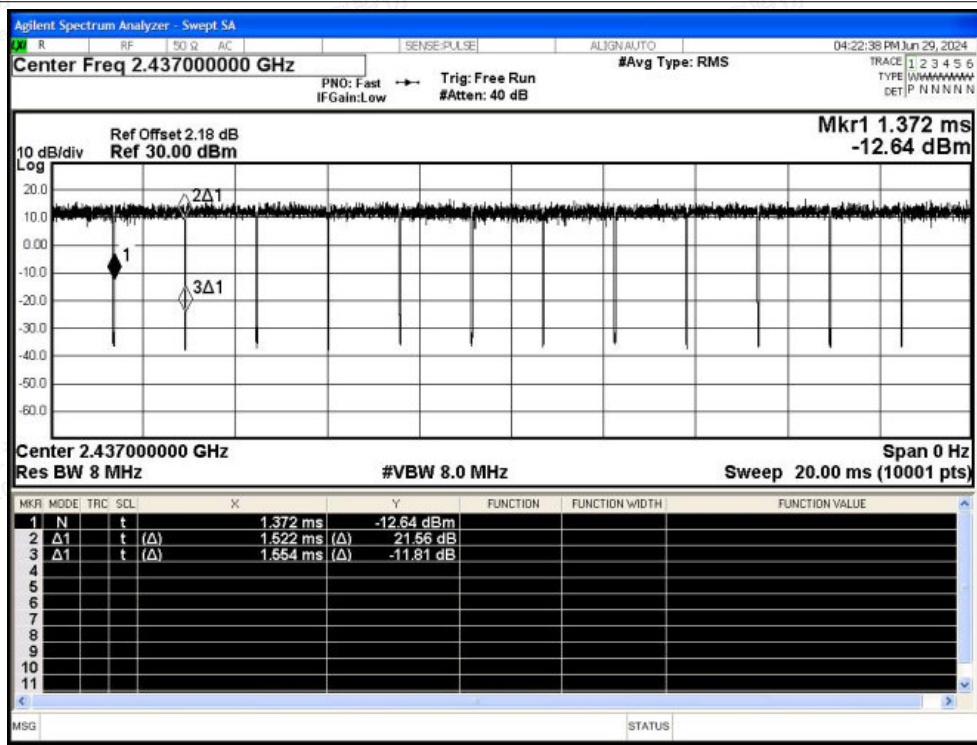 Agilent Spectrum Analyzer - Swept SA
LXI R RF 50 Ω AC SENSE:PULSE ALIGN AUTO 04:22:38 PM Jun 29, 2024
Center Freq 2.437000000 GHz #Avg Type: RMS TRACE 1 2 3 4 5 6
PNO: Fast Trig: Free Run TYPE WWWWWW
IFGain:Low #Atten: 40 dB DET P N N N N N
Mkr1 1.372 ms
Ref Offset 2.18 dB
10 dB/div Ref 30.00 dBm -12.64 dBm
Log
20.0
2Δ1
10.0
0.00
1
-10.0
3Δ1
-20.0
-30.0
-40.0
-50.0
-60.0
Center 2.437000000 GHz Span 0 Hz
Res BW 8 MHz #VBW 8.0 MHz Sweep 20.00 ms (10001 pts)
MKR MODE TRC SCL X Y FUNCTION FUNCTION WIDTH FUNCTION VALUE
1 N t 1.372 ms -12.64 dBm
2 Δ1 t (Δ) 1.522 ms (Δ) 21.56 dB
3 Δ1 t (Δ) 1.554 ms (Δ) -11.81 dB
4
5
6
7
8
9
10
11
MSG STATUS